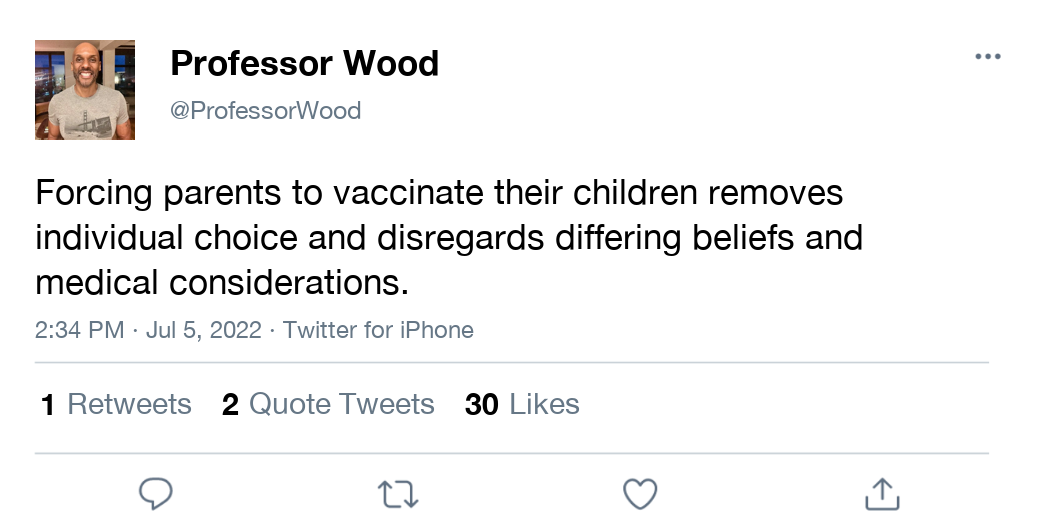 Professor Wood
@ProfessorWood
Forcing parents to vaccinate their children removes
individual choice and disregards differing beliefs and
medical considerations.
2:34 PM · Jul 5, 2022 · Twitter for iPhone
1 Retweets 2 Quote Tweets 30 Likes